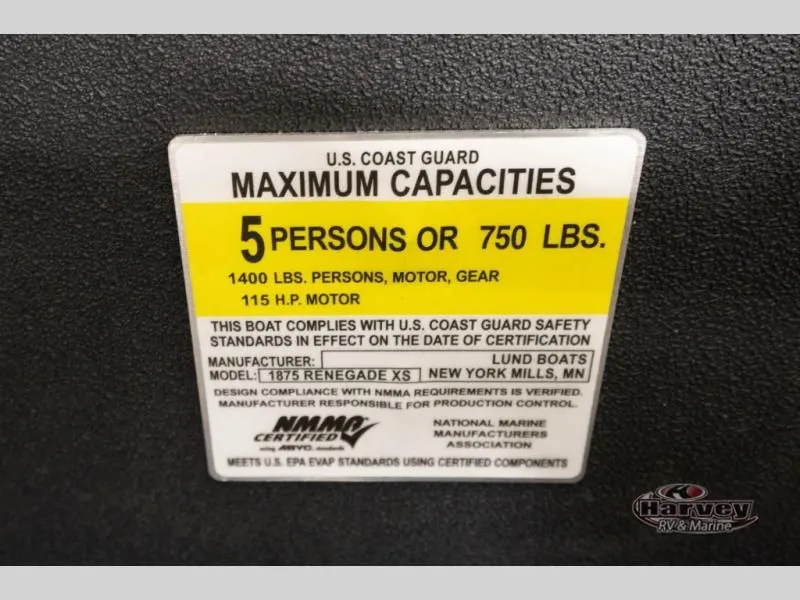 U.S. COAST GUARD
MAXIMUM CAPACITIES
5 PERSONS OR 750 LBS.
1400 LBS. PERSONS, MOTOR, GEAR
115 H.P. MOTOR
THIS BOAT COMPLIES WITH U.S. COAST GUARD SAFETY
STANDARDS IN EFFECT ON THE DATE OF CERTIFICATION
MANUFACTURER: LUND BOATS
MODEL: 1875 RENEGADE XS NEW YORK MILLS, MN
DESIGN COMPLIANCE WITH NMMA REQUIREMENTS IS VERIFIED.
MANUFACTURER RESPONSIBLE FOR PRODUCTION CONTROL.
NMMA
CERTIFIED
using ABYC standards
NATIONAL MARINE
MANUFACTURERS
ASSOCIATION
MEETS U.S. EPA EVAP STANDARDS USING CERTIFIED COMPONENTS
Harvey
RV & Marine